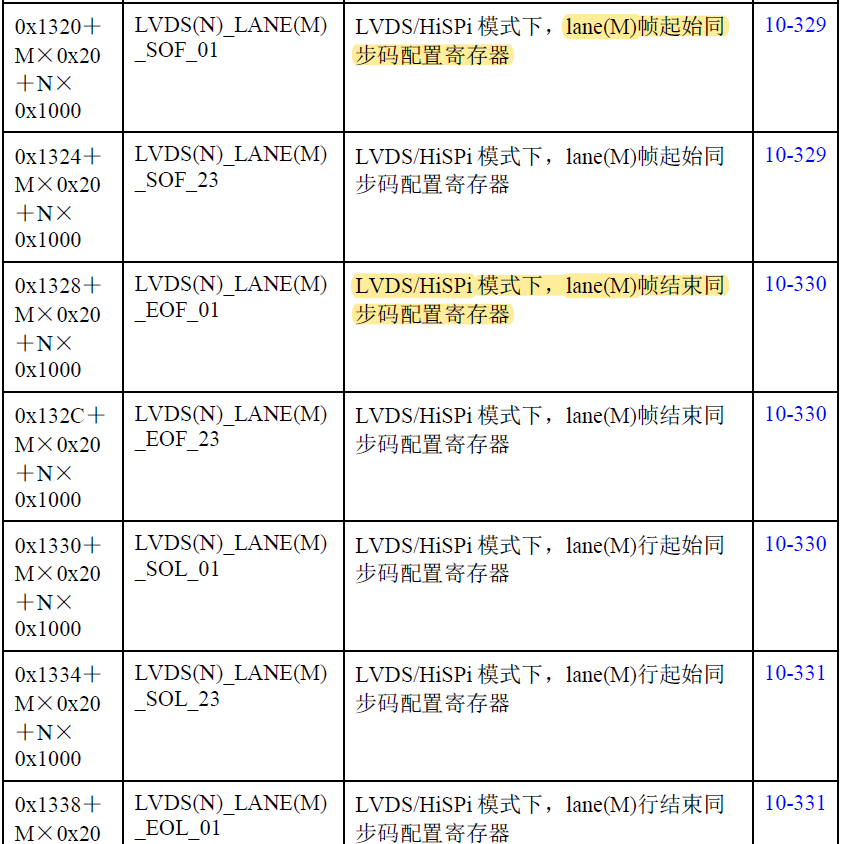 0x1320＋
M×0x20
＋N×
0x1000
LVDS(N)_LANE(M)
_SOF_01
LVDS/HiSPi 模式下，lane(M)帧起始同
步码配置寄存器
10-329
0x1324＋
M×0x20
＋N×
0x1000
LVDS(N)_LANE(M)
_SOF_23
LVDS/HiSPi 模式下，lane(M)帧起始同
步码配置寄存器
10-329
0x1328＋
M×0x20
＋N×
0x1000
LVDS(N)_LANE(M)
_EOF_01
LVDS/HiSPi 模式下，lane(M)帧结束同
步码配置寄存器
10-330
0x132C＋
M×0x20
＋N×
0x1000
LVDS(N)_LANE(M)
_EOF_23
LVDS/HiSPi 模式下，lane(M)帧结束同
步码配置寄存器
10-330
0x1330＋
M×0x20
＋N×
0x1000
LVDS(N)_LANE(M)
_SOL_01
LVDS/HiSPi 模式下，lane(M)行起始同
步码配置寄存器
10-330
0x1334＋
M×0x20
＋N×
0x1000
LVDS(N)_LANE(M)
_SOL_23
LVDS/HiSPi 模式下，lane(M)行起始同
步码配置寄存器
10-331
0x1338＋
M×0x20
LVDS(N)_LANE(M)
_EOL_01
LVDS/HiSPi 模式下，lane(M)行结束同
步码配置寄存器
10-331